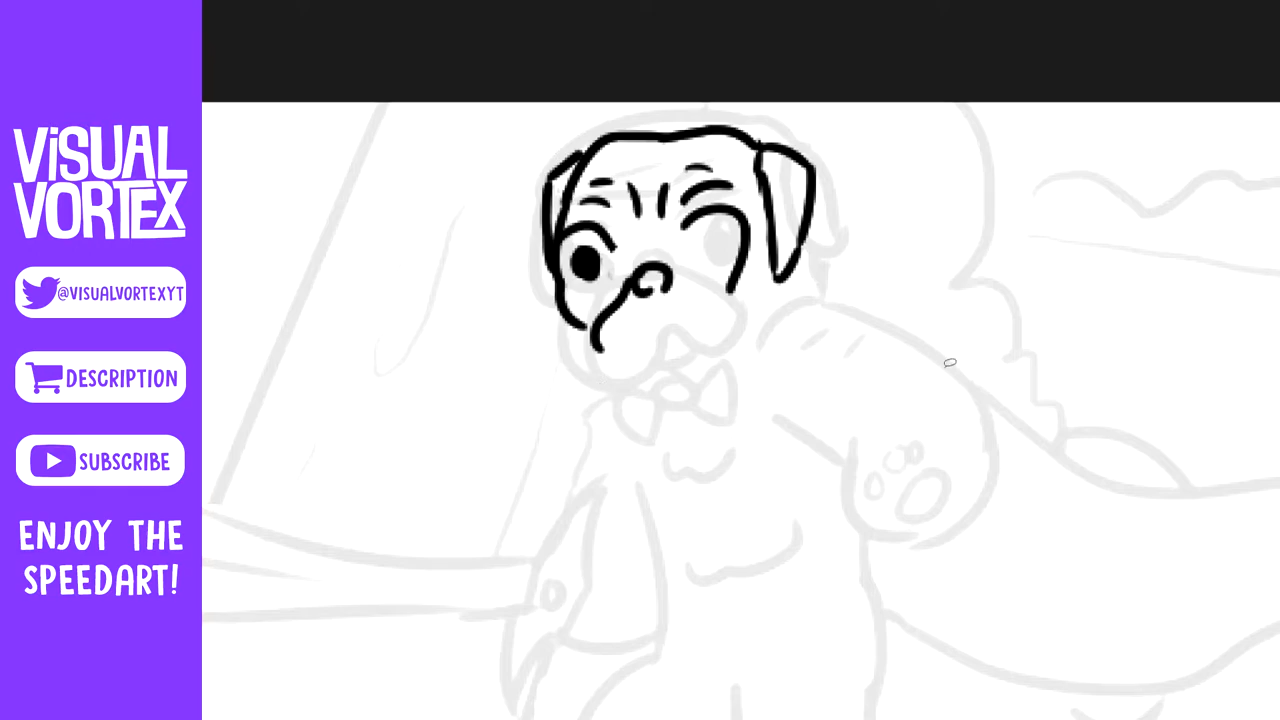 ViSUAL
VORTEX
@VISUALVORTEXYT
DESCRIPTION
SUBSCRIBE
ENJOY THE
SPEEDART!